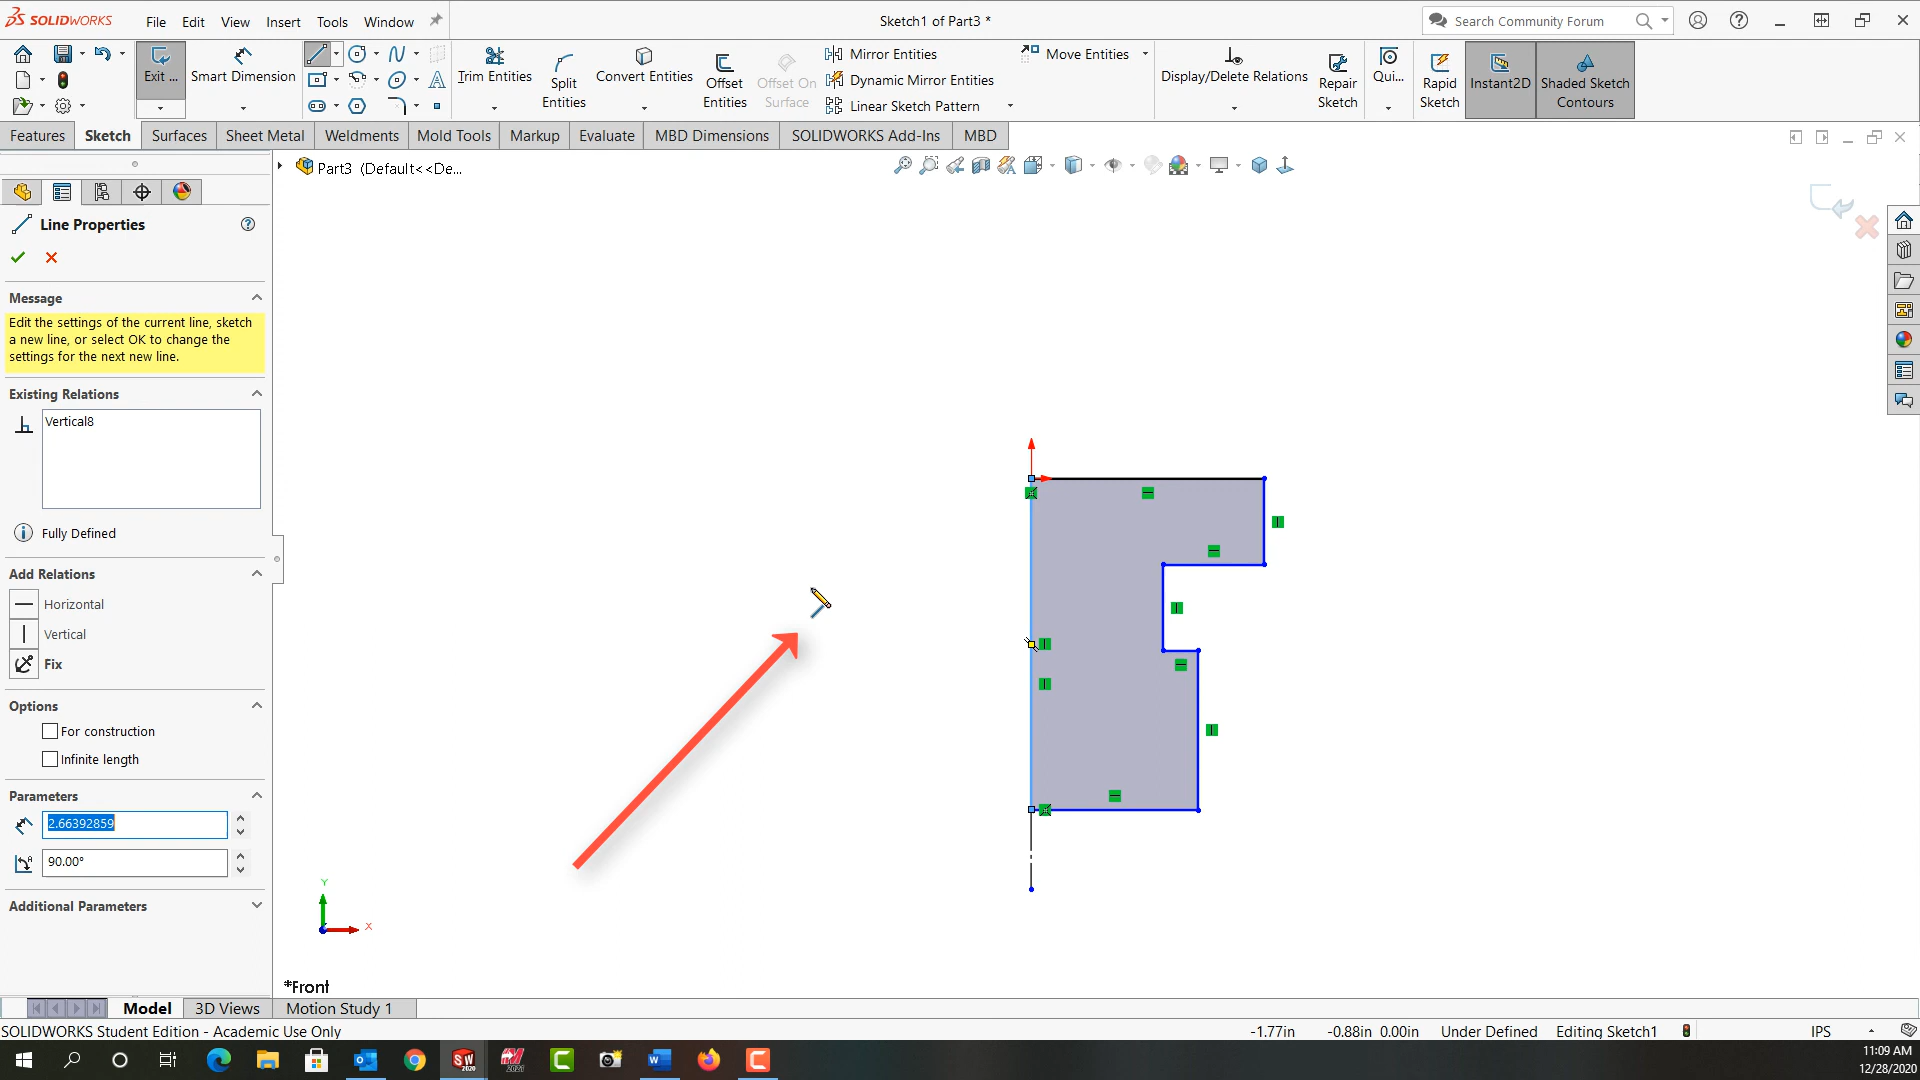 SOLIDWORKS File Edit View Insert Tools Window Sketch1 of Part3 * Search Community Forum
Exit ... Smart Dimension Trim Entities Split Entities Convert Entities Offset Entities Offset On Surface Mirror Entities Dynamic Mirror Entities Linear Sketch Pattern Move Entities Display/Delete Relations Repair Sketch Qui... Rapid Sketch Instant2D Shaded Sketch Contours
Features Sketch Surfaces Sheet Metal Weldments Mold Tools Markup Evaluate MBD Dimensions SOLIDWORKS Add-Ins MBD
Part3 (Default<<De...
Line Properties
Message
Edit the settings of the current line, sketch
a new line, or select OK to change the
settings for the next new line.
Existing Relations
Vertical8
Fully Defined
Add Relations
Horizontal
Vertical
Fix
Options
For construction
Infinite length
Parameters
2.66392859
90.00°
Additional Parameters
Y
X
*Front
Model 3D Views Motion Study 1
SOLIDWORKS Student Edition - Academic Use Only -1.77in -0.88in 0.00in Under Defined Editing Sketch1 IPS
11:09 AM
12/28/2020